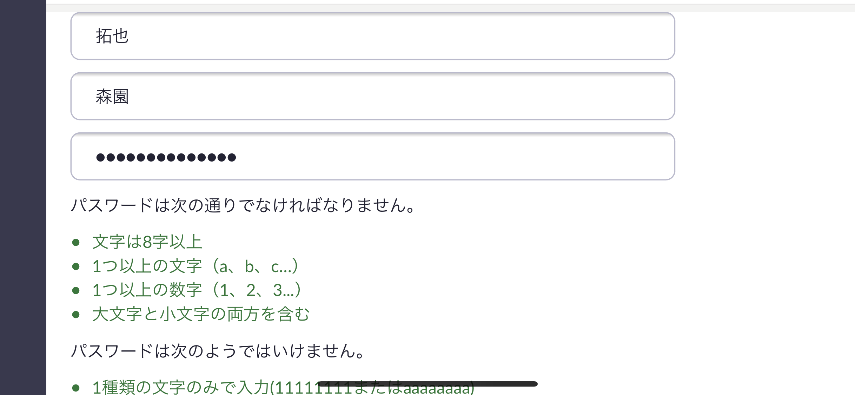 拓也
森園
●●●●●●●●●●●●●●
パスワードは次の通りでなければなりません。
● 文字は8字以上
● 1つ以上の文字（a、b、c...）
● 1つ以上の数字（1、2、3...）
● 大文字と小文字の両方を含む
パスワードは次のようではいけません。
● 1種類の文字のみで入力(11111111またはaaaaaaaa)